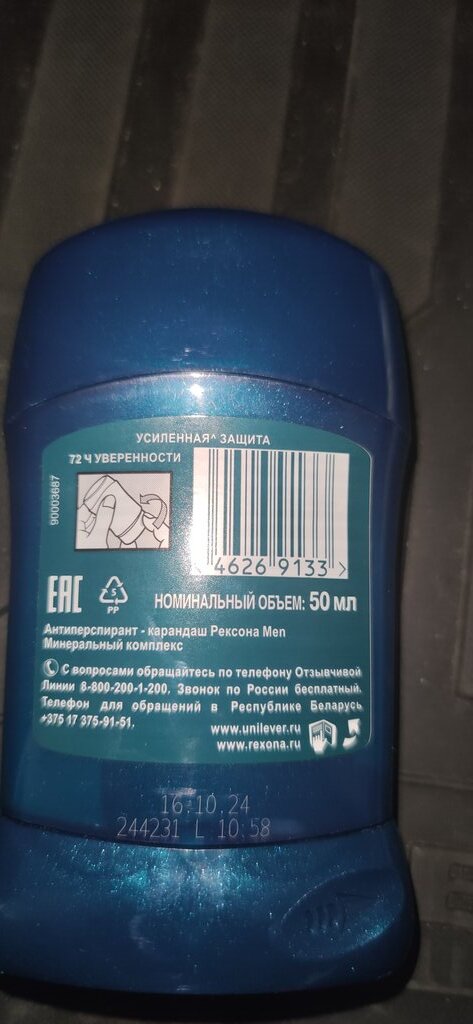 УСИЛЕННАЯ^ ЗАЩИТА
72 Ч УВЕРЕННОСТИ
90003687
4626 9133 >
EAC
5
PP
НОМИНАЛЬНЫЙ ОБЪЕМ: 50 мл
Антиперспирант - карандаш Рексона Men
Минеральный комплекс
С вопросами обращайтесь по телефону Отзывчивой
Линии 8-800-200-1-200. Звонок по России бесплатный.
Телефон для обращений в Республике Беларусь
+375 17 375-91-51.
www.unilever.ru
www.rexona.ru
16.10.24
244231 L 10:58